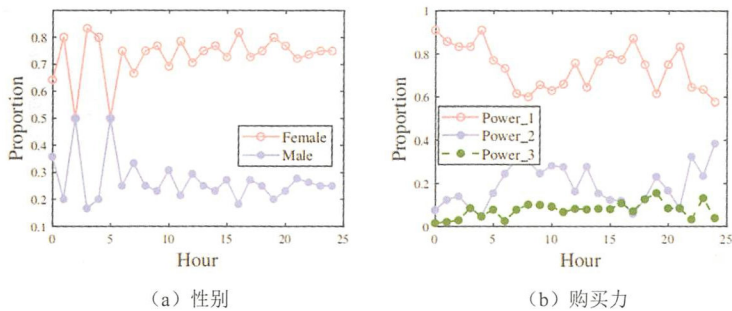 0.8
0.7
0.6
0.5
0.4
0.3
0.2
0.1
Proportion
0 5 10 15 20 25
Hour
Female
Male
(a) 性别
1
0.8
0.6
0.4
0.2
0
Proportion
0 5 10 15 20 25
Hour
Power_1
Power_2
Power_3
(b) 购买力